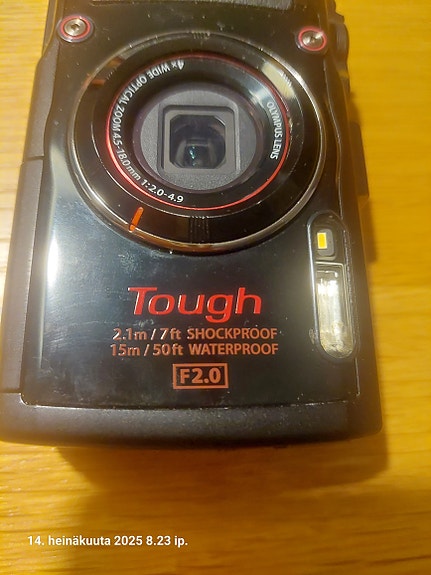 4x WIDE OPTICAL ZOOM 4.5-18.0mm 1:2.0-4.9
OLYMPUS LENS
Tough
2.1m / 7ft SHOCKPROOF
15m / 50ft WATERPROOF
F2.0
14. heinäkuuta 2025 8.23 ip.